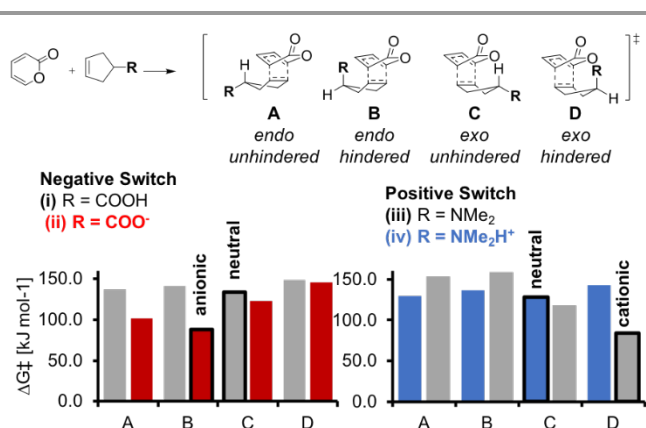 O
O
+
R
‡
H
R
O
O
A
endo
unhindered
R
H
O
O
B
endo
hindered
O
O
H
R
C
exo
unhindered
O
O
R
H
D
exo
hindered
Negative Switch
(i) R = COOH
(ii) R = COO-
Positive Switch
(iii) R = NMe2
(iv) R = NMe2H+
ΔG‡ [kJ mol-1]
150.0
100.0
50.0
0.0
anionic
neutral
A
B
C
D
150.0
100.0
50.0
0.0
neutral
cationic
A
B
C
D